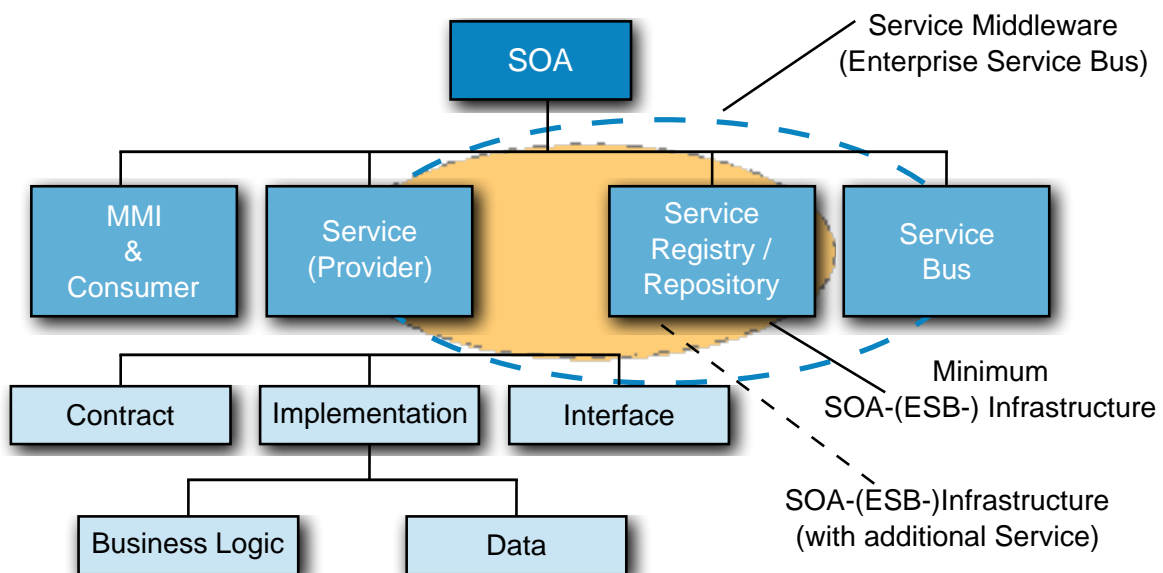 Service Middleware
(Enterprise Service Bus)
SOA
MMI
&
Consumer
Service
(Provider)
Service
Registry /
Repository
Service
Bus
Minimum
SOA-(ESB-) Infrastructure
Contract
Implementation
Interface
SOA-(ESB-)Infrastructure
(with additional Service)
Business Logic
Data